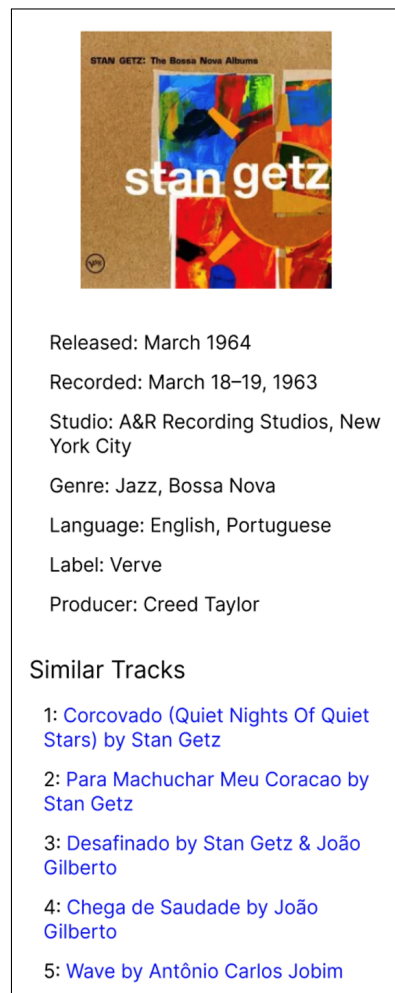 STAN GETZ: The Bossa Nova Albums
stan getz
Verve
Released: March 1964
Recorded: March 18–19, 1963
Studio: A&R Recording Studios, New
York City
Genre: Jazz, Bossa Nova
Language: English, Portuguese
Label: Verve
Producer: Creed Taylor
Similar Tracks
1: Corcovado (Quiet Nights Of Quiet
Stars) by Stan Getz
2: Para Machuchar Meu Coracao by
Stan Getz
3: Desafinado by Stan Getz & João
Gilberto
4: Chega de Saudade by João
Gilberto
5: Wave by Antônio Carlos Jobim